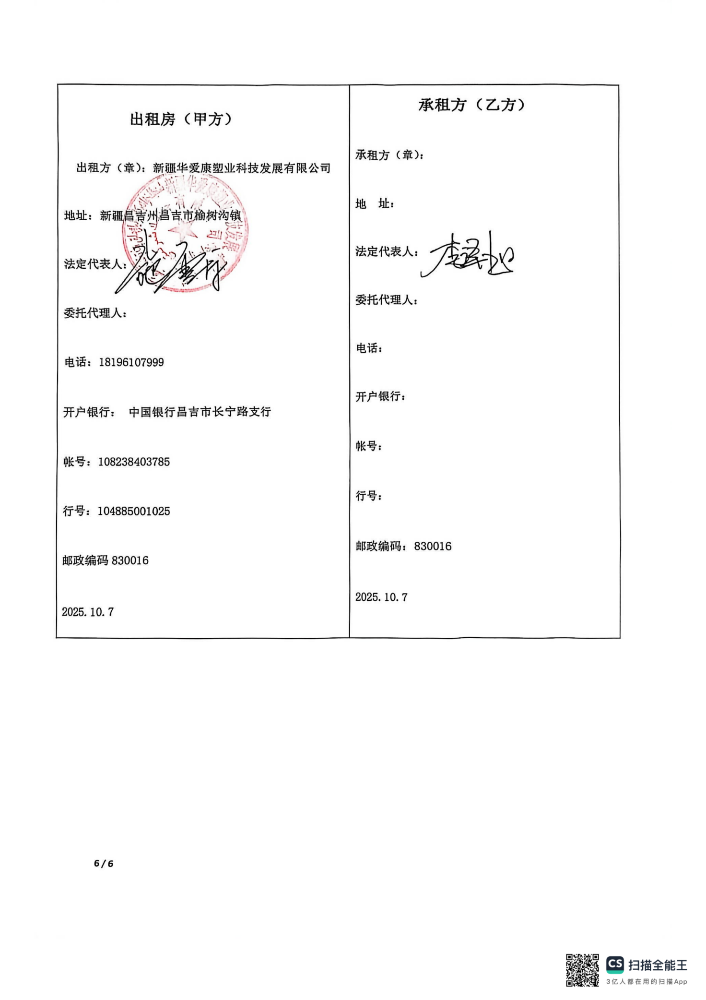 出租房（甲方）
出租方（章）：新疆华爱康塑业科技发展有限公司
地址：新疆昌吉州昌吉市榆树沟镇
法定代表人：
委托代理人：
电话：18196107999
开户银行： 中国银行昌吉市长宁路支行
帐号：108238403785
行号：104885001025
邮政编码 830016
2025.10.7
承租方（乙方）
承租方（章）：
地 址：
法定代表人：
委托代理人：
电话：
开户银行：
帐号：
行号：
邮政编码：830016
2025.10.7
6/6
CS 扫描全能王
3亿人都在用的扫描App